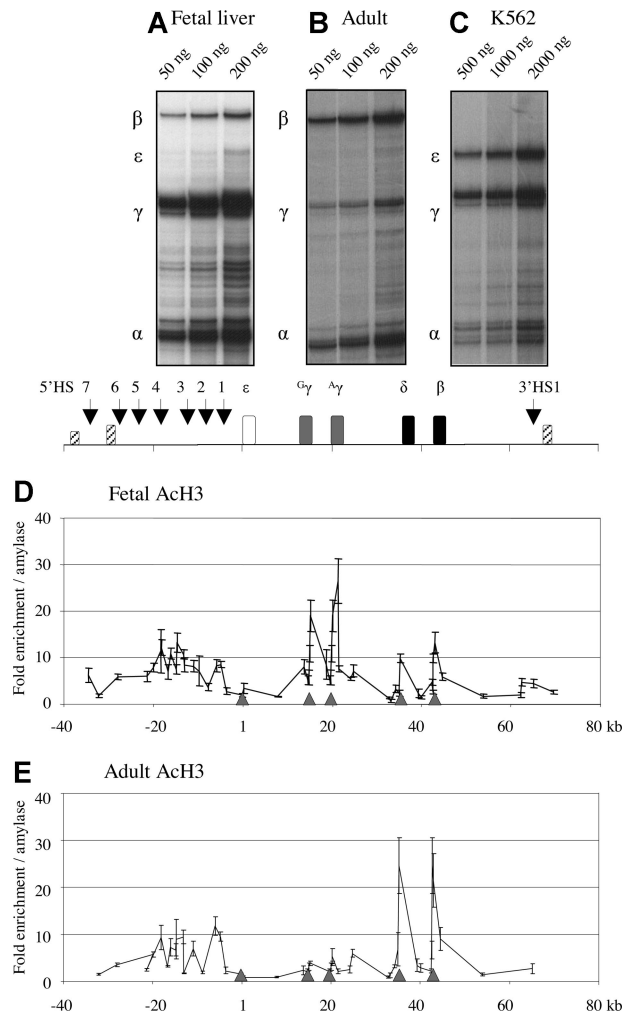 A Fetal liver
50 ng 100 ng 200 ng
β
ε
γ
α
B Adult
50 ng 100 ng 200 ng
β
γ
α
C K562
500 ng 1000 ng 2000 ng
ε
γ
α
5'HS 7 6 5 4 3 2 1 ε Gγ Aγ δ β 3'HS1
D Fetal AcH3
Fold enrichment / amylase
40
30
20
10
0
-40 -20 1 20 40 60 80 kb
E Adult AcH3
Fold enrichment / amylase
40
30
20
10
0
-40 -20 1 20 40 60 80 kb